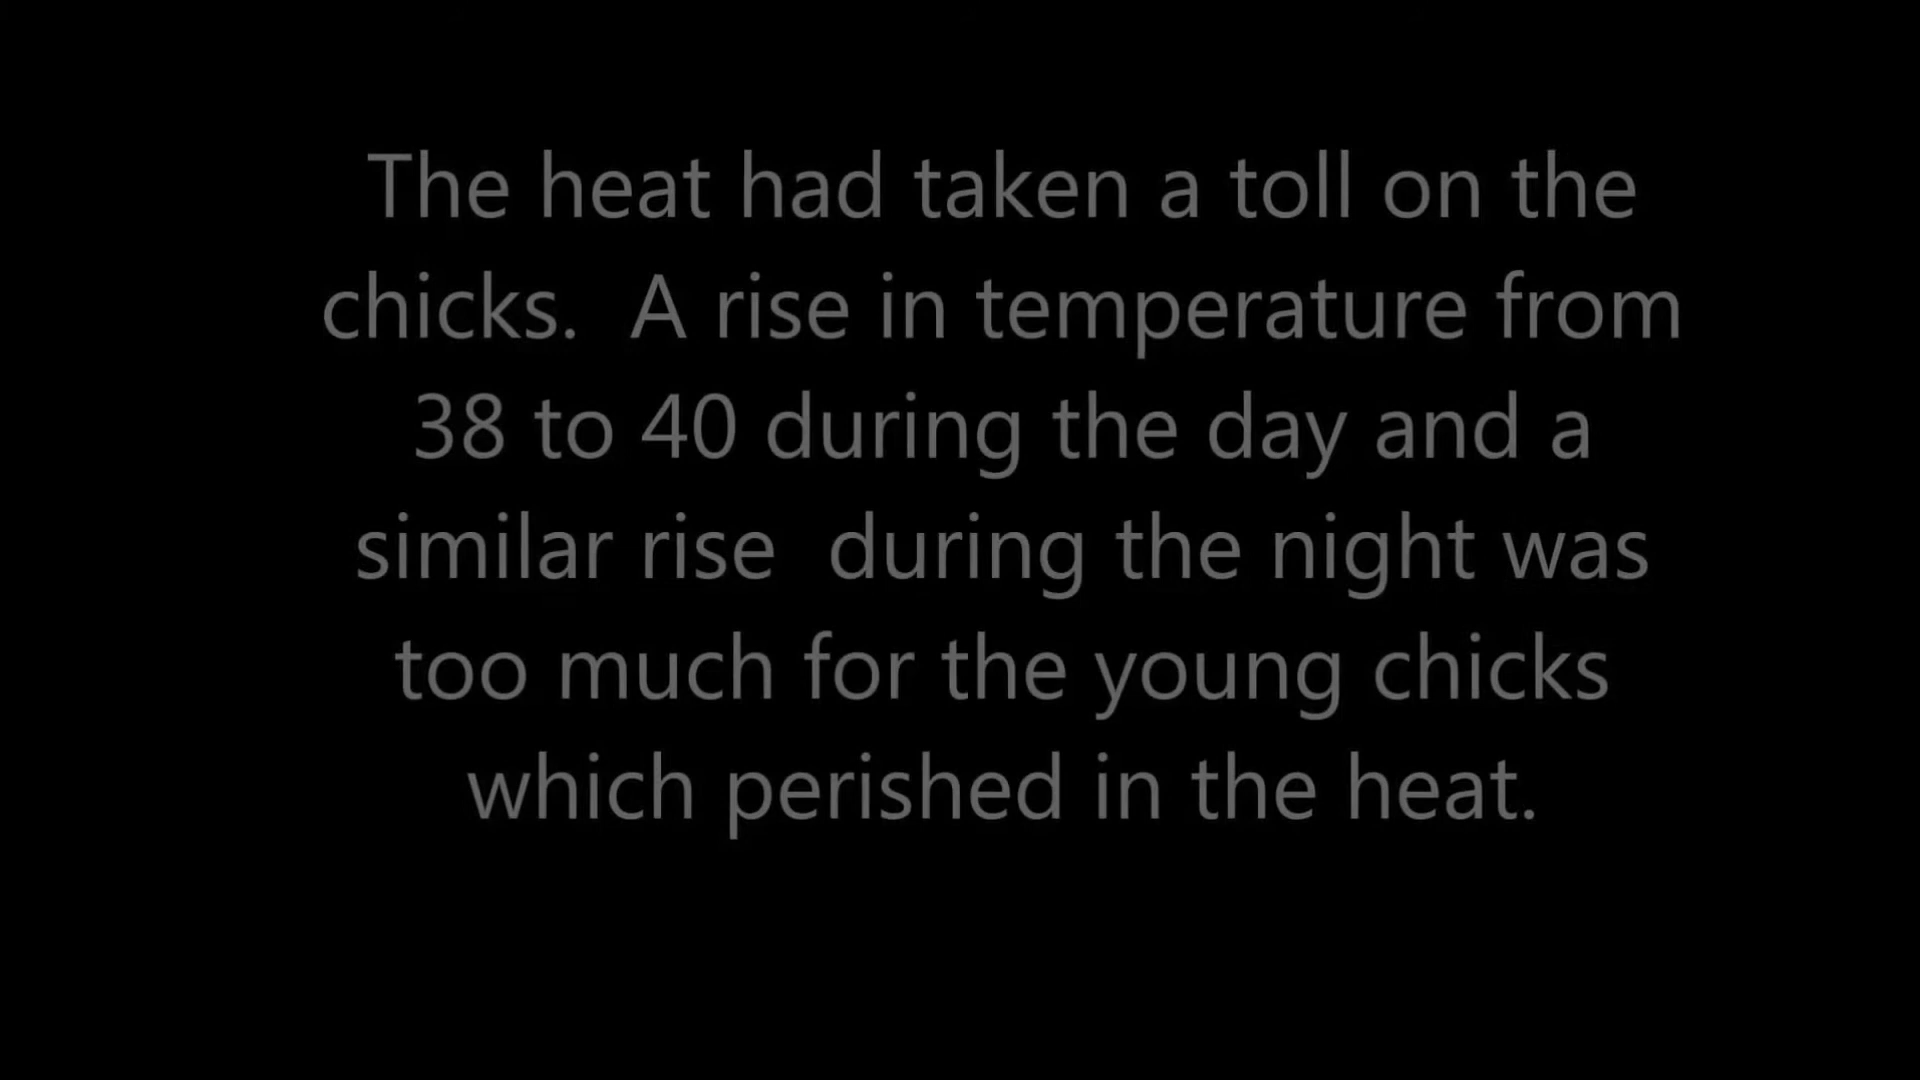 The heat had taken a toll on the
chicks.  A rise in temperature from
38 to 40 during the day and a
similar rise  during the night was
too much for the young chicks
which perished in the heat.